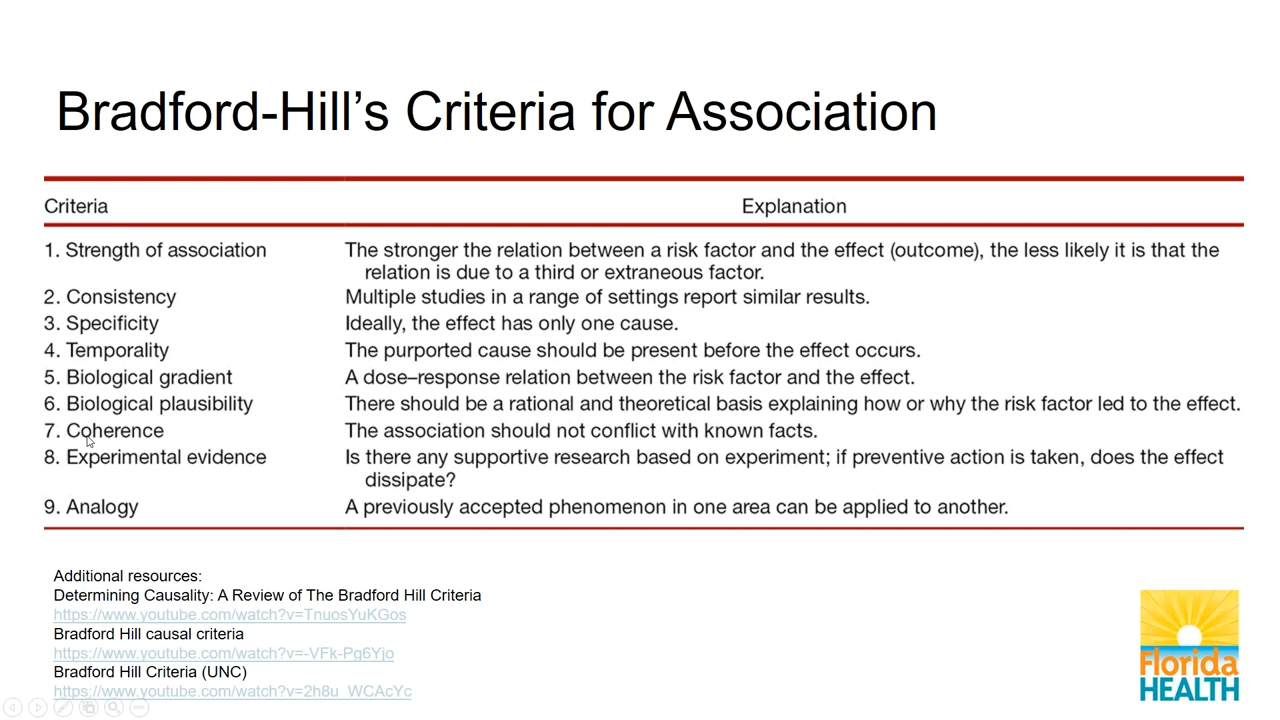 Bradford-Hill’s Criteria for Association
Criteria Explanation
1. Strength of association The stronger the relation between a risk factor and the effect (outcome), the less likely it is that the
relation is due to a third or extraneous factor.
2. Consistency Multiple studies in a range of settings report similar results.
3. Specificity Ideally, the effect has only one cause.
4. Temporality The purported cause should be present before the effect occurs.
5. Biological gradient A dose–response relation between the risk factor and the effect.
6. Biological plausibility There should be a rational and theoretical basis explaining how or why the risk factor led to the effect.
7. Coherence The association should not conflict with known facts.
8. Experimental evidence Is there any supportive research based on experiment; if preventive action is taken, does the effect
dissipate?
9. Analogy A previously accepted phenomenon in one area can be applied to another.
Additional resources:
Determining Causality: A Review of The Bradford Hill Criteria
https://www.youtube.com/watch?v=TnuosYuKGos
Bradford Hill causal criteria
https://www.youtube.com/watch?v=-VFk-Pg6Yjo
Bradford Hill Criteria (UNC)
https://www.youtube.com/watch?v=2h8u_WCAcYc
Florida
HEALTH